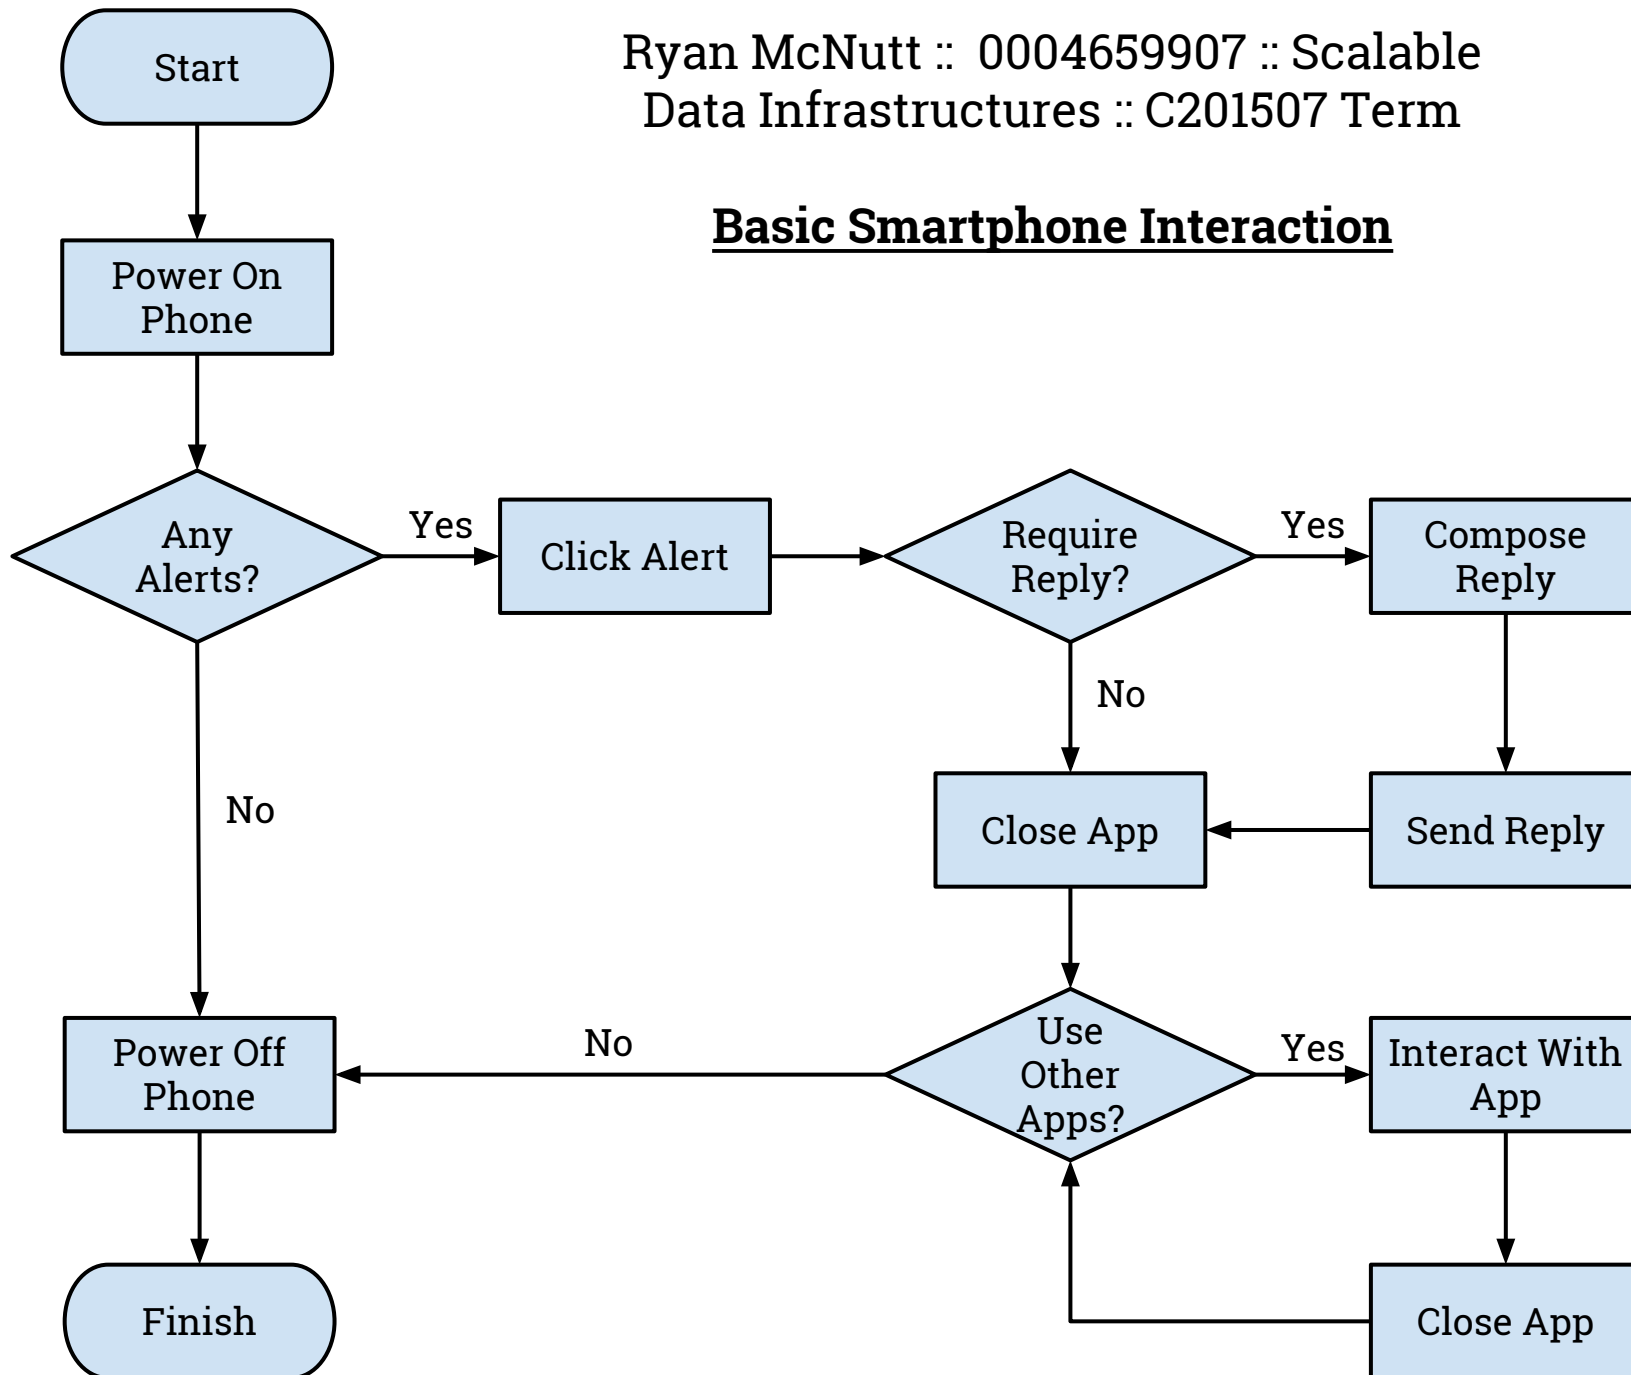 Ryan McNutt :: 0004659907 :: Scalable
Data Infrastructures :: C201507 Term
Basic Smartphone Interaction
Start
Power On
Phone
Any
Alerts?
Yes
Click Alert
Require
Reply?
Yes
Compose
Reply
No
No
Close App
Send Reply
Use
Other
Apps?
No
Yes
Interact With
App
Power Off
Phone
Finish
Close App